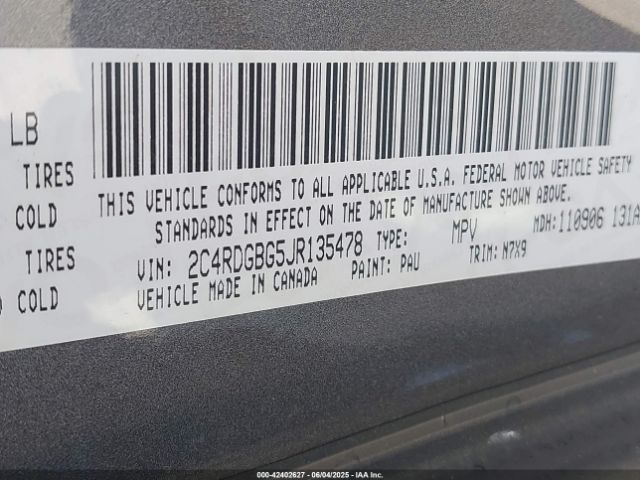 LB
TIRES
COLD
TIRES
COLD
THIS VEHICLE CONFORMS TO ALL APPLICABLE U.S.A. FEDERAL MOTOR VEHICLE SAFETY
STANDARDS IN EFFECT ON THE DATE OF MANUFACTURE SHOWN ABOVE.
MDH:110906 131A
VIN: 2C4RDGBG5JR135478 TYPE: MPV
VEHICLE MADE IN CANADA PAINT: PAU TRIM: N7X9
000-42402627 - 06/04/2025 - IAA Inc.